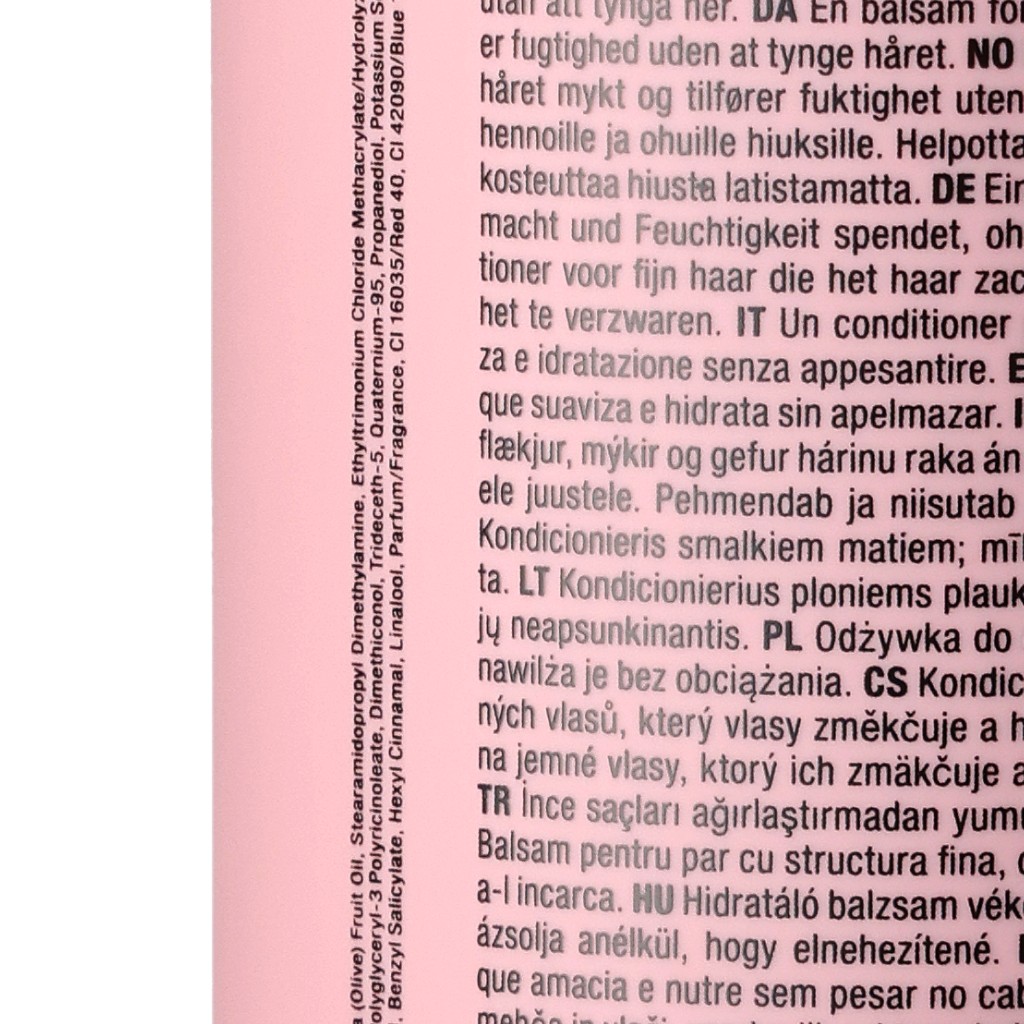 (Olive) Fruit Oil, Stearamidopropyl Dimethylamine, Ethyltrimonium Chloride Methacrylate/Hydroly
olyglyceryl-3 Polyricinoleate, Dimethiconol, Trideceth-5, Quaternium-95, Propanediol, Potassium S
. Benzyl Salicylate, Hexyl Cinnamal, Linalool, Parfum/Fragrance, CI 16035/Red 40, CI 42090/Blue
utan att tynga ner. DA En balsam for
er fugtighed uden at tynge håret. NO
håret mykt og tilfører fuktighet uten
hennoille ja ohuille hiuksille. Helpotta
kosteuttaa hiusta latistamatta. DE Ein
macht und Feuchtigkeit spendet, oh
tioner voor fijn haar die het haar zac
het te verzwaren. IT Un conditioner
za e idratazione senza appesantire. E
que suaviza e hidrata sin apelmazar. I
flækjur, mýkir og gefur hárinu raka án
ele juustele. Pehmendab ja niisutab
Kondicionieris smalkiem matiem; mī
ta. LT Kondicionierius ploniems plauk
jų neapsunkinantis. PL Odżywka do
nawilża je bez obciążania. CS Kondic
ných vlasů, který vlasy změkčuje a h
na jemné vlasy, ktorý ich zmäkčuje a
TR İnce saçları ağırlaştırmadan yum
Balsam pentru par cu structura fina,
a-l incarca. HU Hidratáló balzsam vék
ázsolja anélkül, hogy elnehezítené.
que amacia e nutre sem pesar no cab